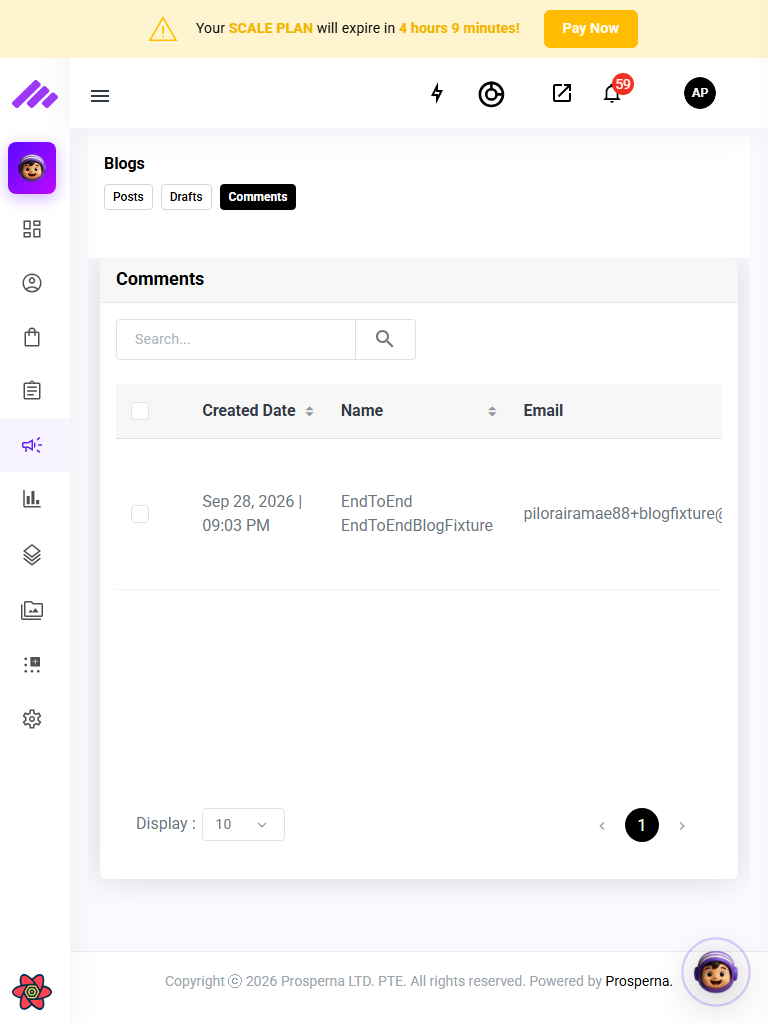 Your SCALE PLAN will expire in 4 hours 9 minutes!
Pay Now
59
AP
Blogs
Posts
Drafts
Comments
Comments
Search...
Created Date
Name
Email
Sep 28, 2026 |
09:03 PM
EndToEnd
EndToEndBlogFixture
pilorairamae88+blogfixture@
Display :
10
1
Copyright © 2026 Prosperna LTD. PTE. All rights reserved. Powered by Prosperna.